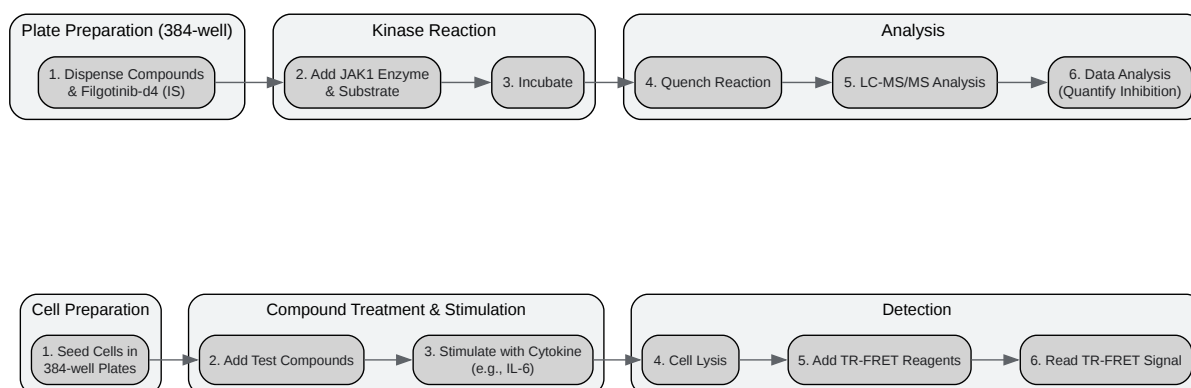 Plate Preparation (384-well)
1. Dispense Compounds
& Filgotinib-d4 (IS)
Kinase Reaction
2. Add JAK1 Enzyme
& Substrate
3. Incubate
Analysis
4. Quench Reaction
5. LC-MS/MS Analysis
6. Data Analysis
(Quantify Inhibition)
Cell Preparation
1. Seed Cells in
384-well Plates
Compound Treatment & Stimulation
2. Add Test Compounds
3. Stimulate with Cytokine
(e.g., IL-6)
Detection
4. Cell Lysis
5. Add TR-FRET Reagents
6. Read TR-FRET Signal